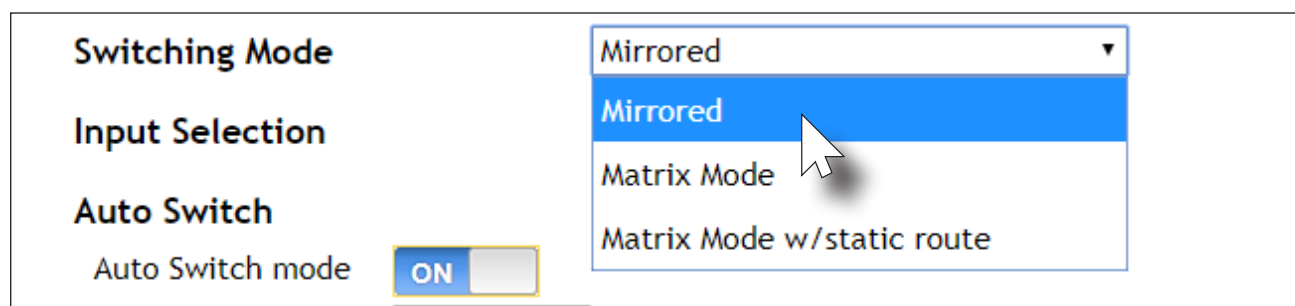 Switching Mode Mirrored
Mirrored
Input Selection
Matrix Mode
Auto Switch
Matrix Mode w/static route
Auto Switch mode ON